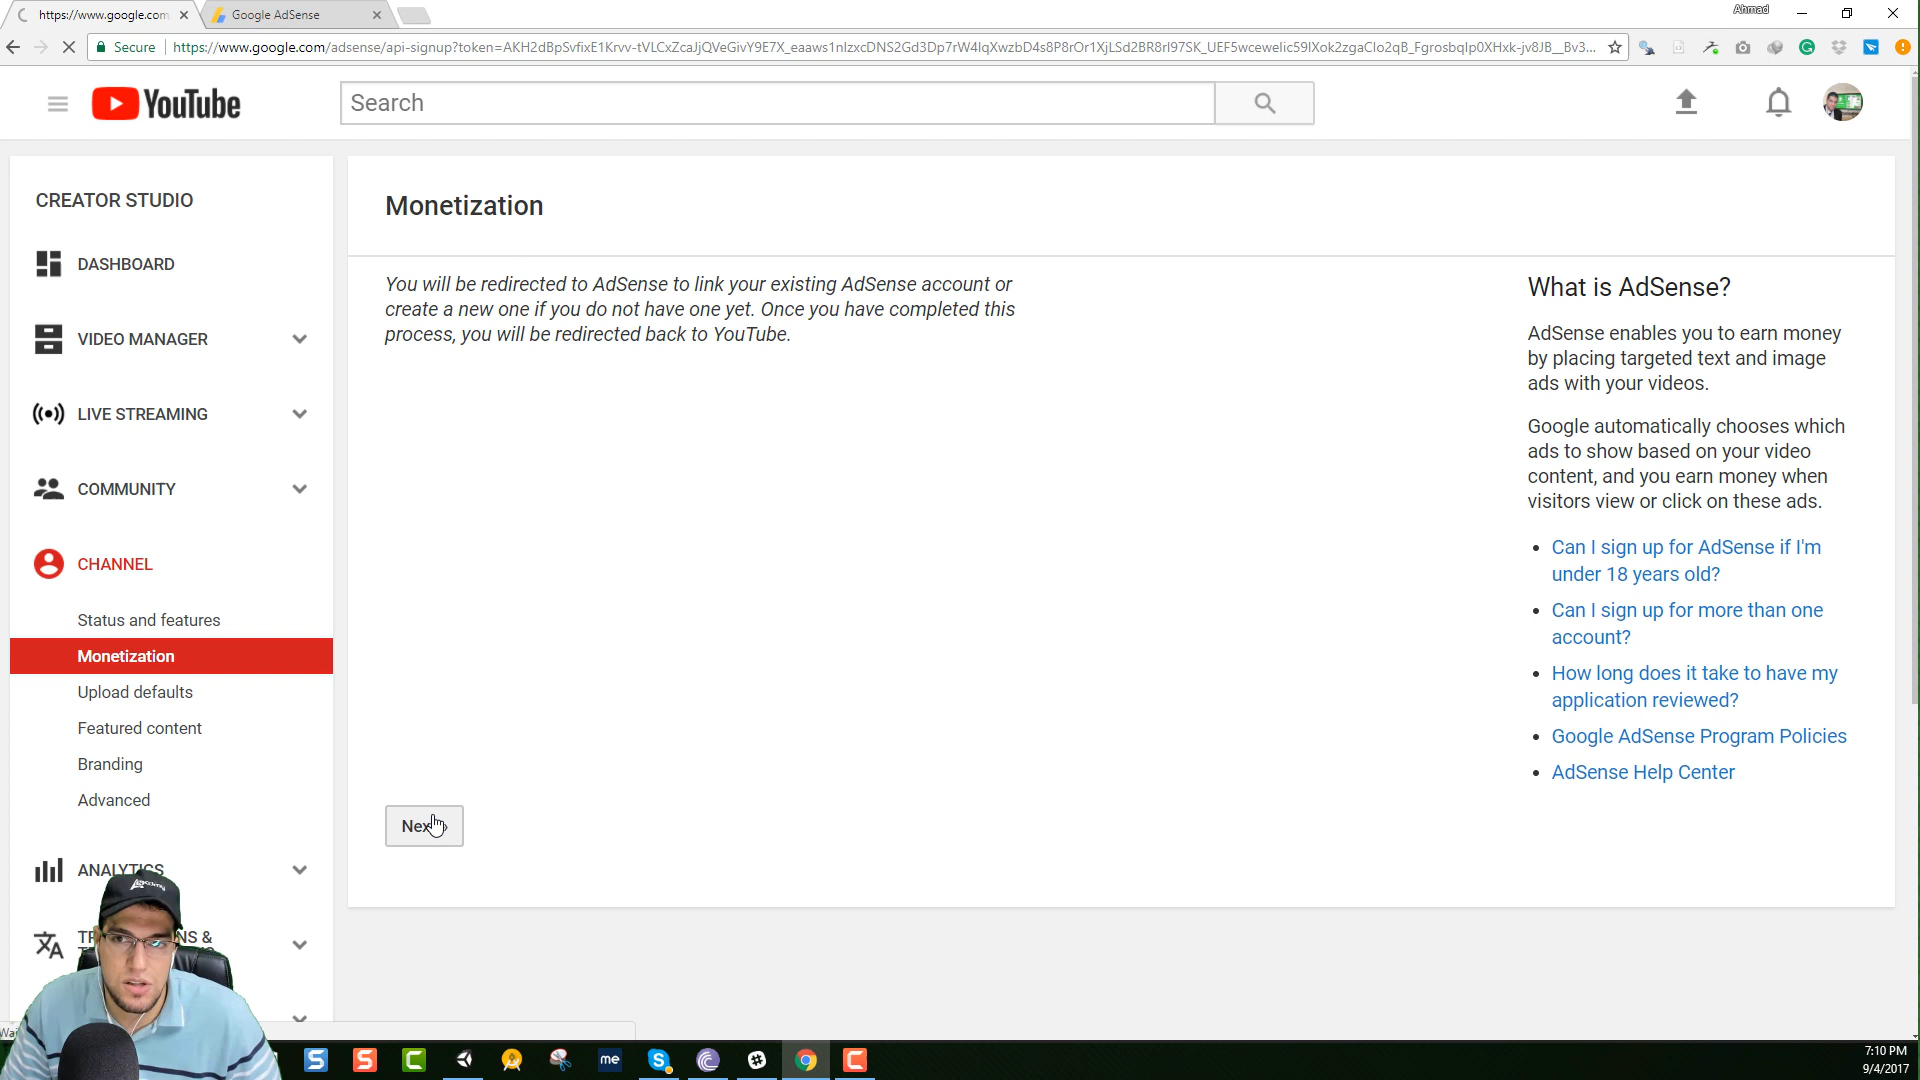 https://www.google.com
Google AdSense
Ahmad
Secure
https://www.google.com/adsense/api-signup?token=AKH2dBpSvfixE1Krvv-tVLCxZcaJjQVeGivY9E7X_eaaws1nIzxcDNS2Gd3Dp7rW4lqXwzbD4s8P8rOr1XjLSd2BR8rI97SK_UEF5wcewelic59IXok2zgaCIo2qB_FgrosbqIp0XHxk-jv8JB__Bv3...
YouTube
Search
CREATOR STUDIO
DASHBOARD
VIDEO MANAGER
LIVE STREAMING
COMMUNITY
CHANNEL
Status and features
Monetization
Upload defaults
Featured content
Branding
Advanced
ANALYTICS
NS &
Monetization
You will be redirected to AdSense to link your existing AdSense account or
create a new one if you do not have one yet. Once you have completed this
process, you will be redirected back to YouTube.
Next
What is AdSense?
AdSense enables you to earn money
by placing targeted text and image
ads with your videos.
Google automatically chooses which
ads to show based on your video
content, and you earn money when
visitors view or click on these ads.
• Can I sign up for AdSense if I'm
under 18 years old?
• Can I sign up for more than one
account?
• How long does it take to have my
application reviewed?
• Google AdSense Program Policies
• AdSense Help Center
me
7:10 PM
9/4/2017